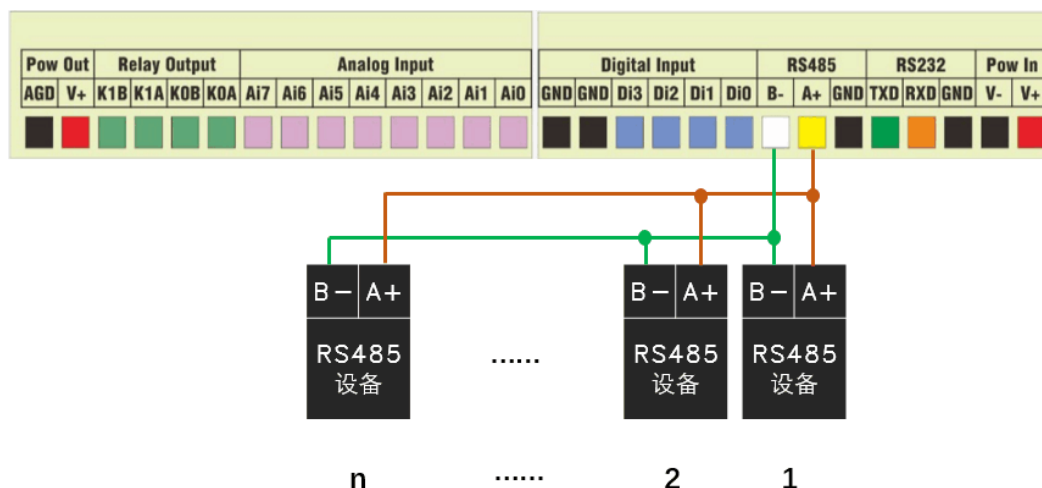 Pow Out Relay Output Analog Input Digital Input RS485 RS232 Pow In
AGD V+ K1B K1A K0B K0A Ai7 Ai6 Ai5 Ai4 Ai3 Ai2 Ai1 Ai0 GND GND Di3 Di2 Di1 Di0 B- A+ GND TXD RXD GND V- V+
B- A+ B- A+ B- A+
RS485 …… RS485 RS485
设备 设备 设备
n …… 2 1